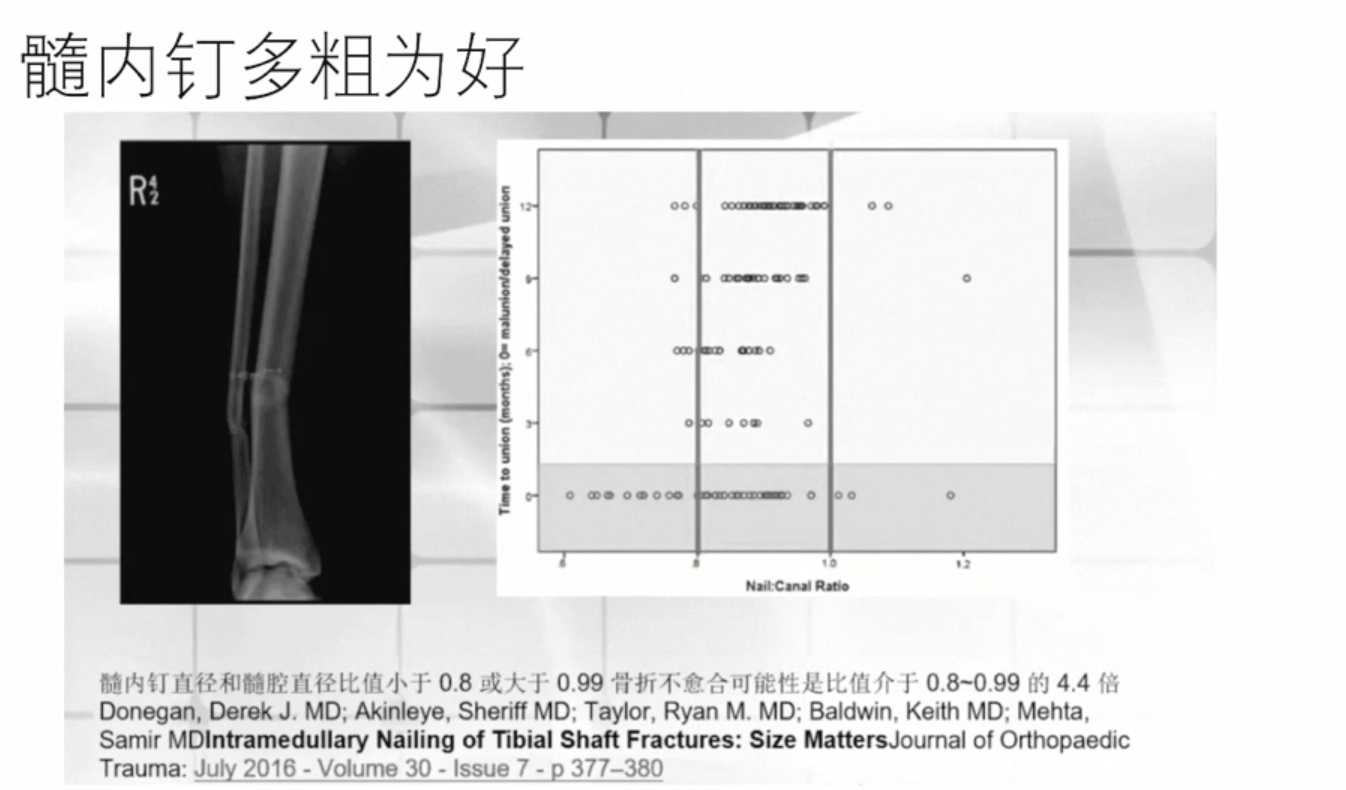 髓内钉多粗为好
R 4 2
Time to union (months); 0= malunion/delayed union
12
9
6
3
0
.6 .8 1.0 1.2
Nail:Canal Ratio
髓内钉直径和髓腔直径比值小于 0.8 或大于 0.99 骨折不愈合可能性是比值介于 0.8~0.99 的 4.4 倍
Donegan, Derek J. MD; Akinleye, Sheriff MD; Taylor, Ryan M. MD; Baldwin, Keith MD; Mehta,
Samir MDIntramedullary Nailing of Tibial Shaft Fractures: Size MattersJournal of Orthopaedic
Trauma: July 2016 - Volume 30 - Issue 7 - p 377–380